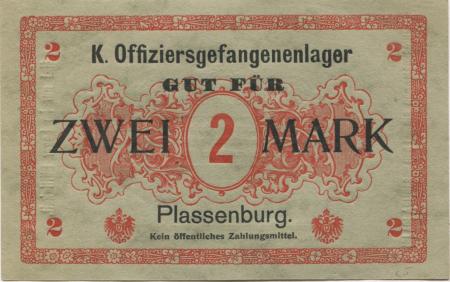 2 K. Offiziersgefangenenlager 2
GUT FÜR
ZWEI 2 MARK
Plassenburg.
2 Kein öffentliches Zahlungsmittel. 2